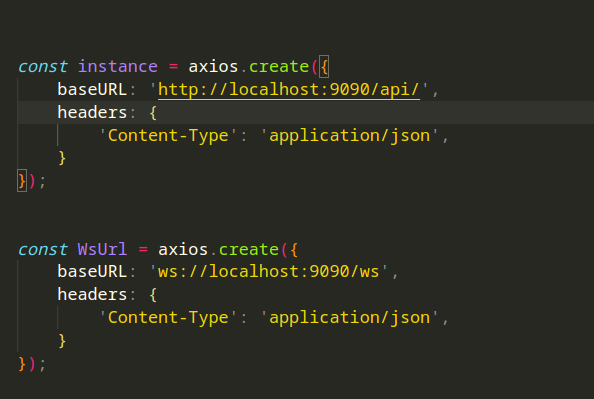 const instance = axios.create({
baseURL: 'http://localhost:9090/api/',
headers: {
'Content-Type': 'application/json',
}
});
const WsUrl = axios.create({
baseURL: 'ws://localhost:9090/ws',
headers: {
'Content-Type': 'application/json',
}
});